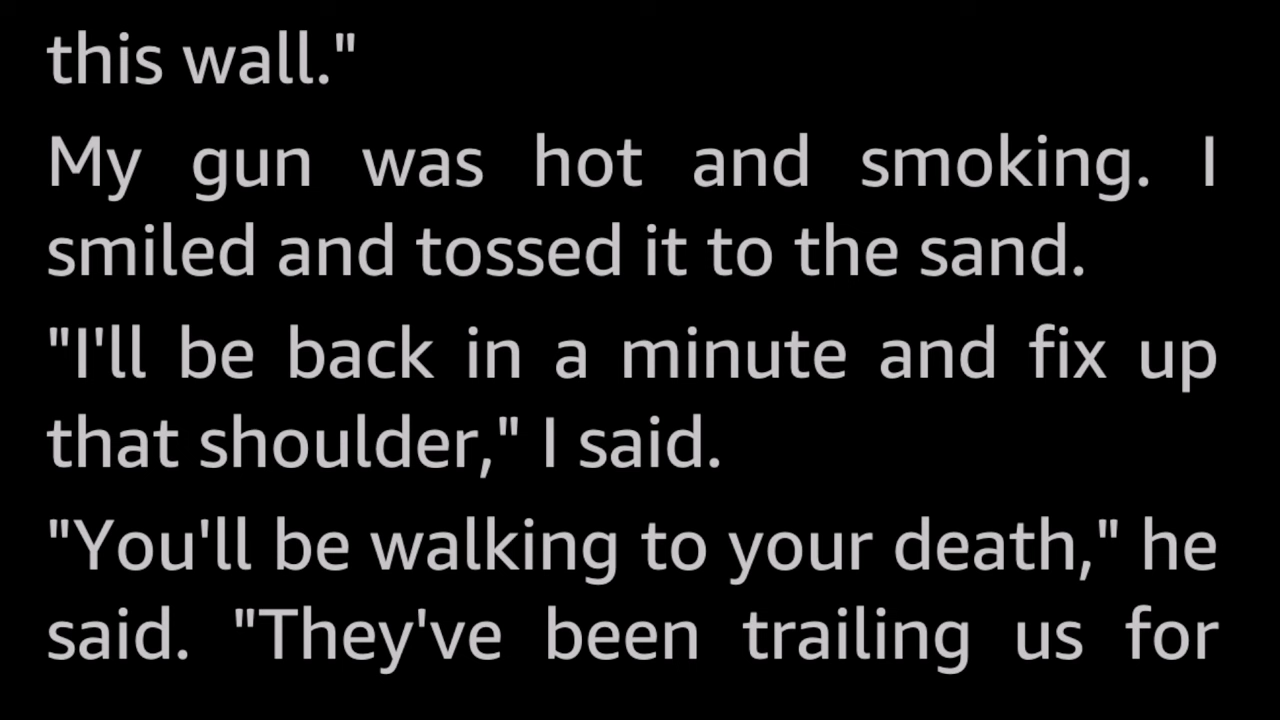 this wall."
My gun was hot and smoking. I
smiled and tossed it to the sand.
"I'll be back in a minute and fix up
that shoulder," I said.
"You'll be walking to your death," he
said. "They've been trailing us for